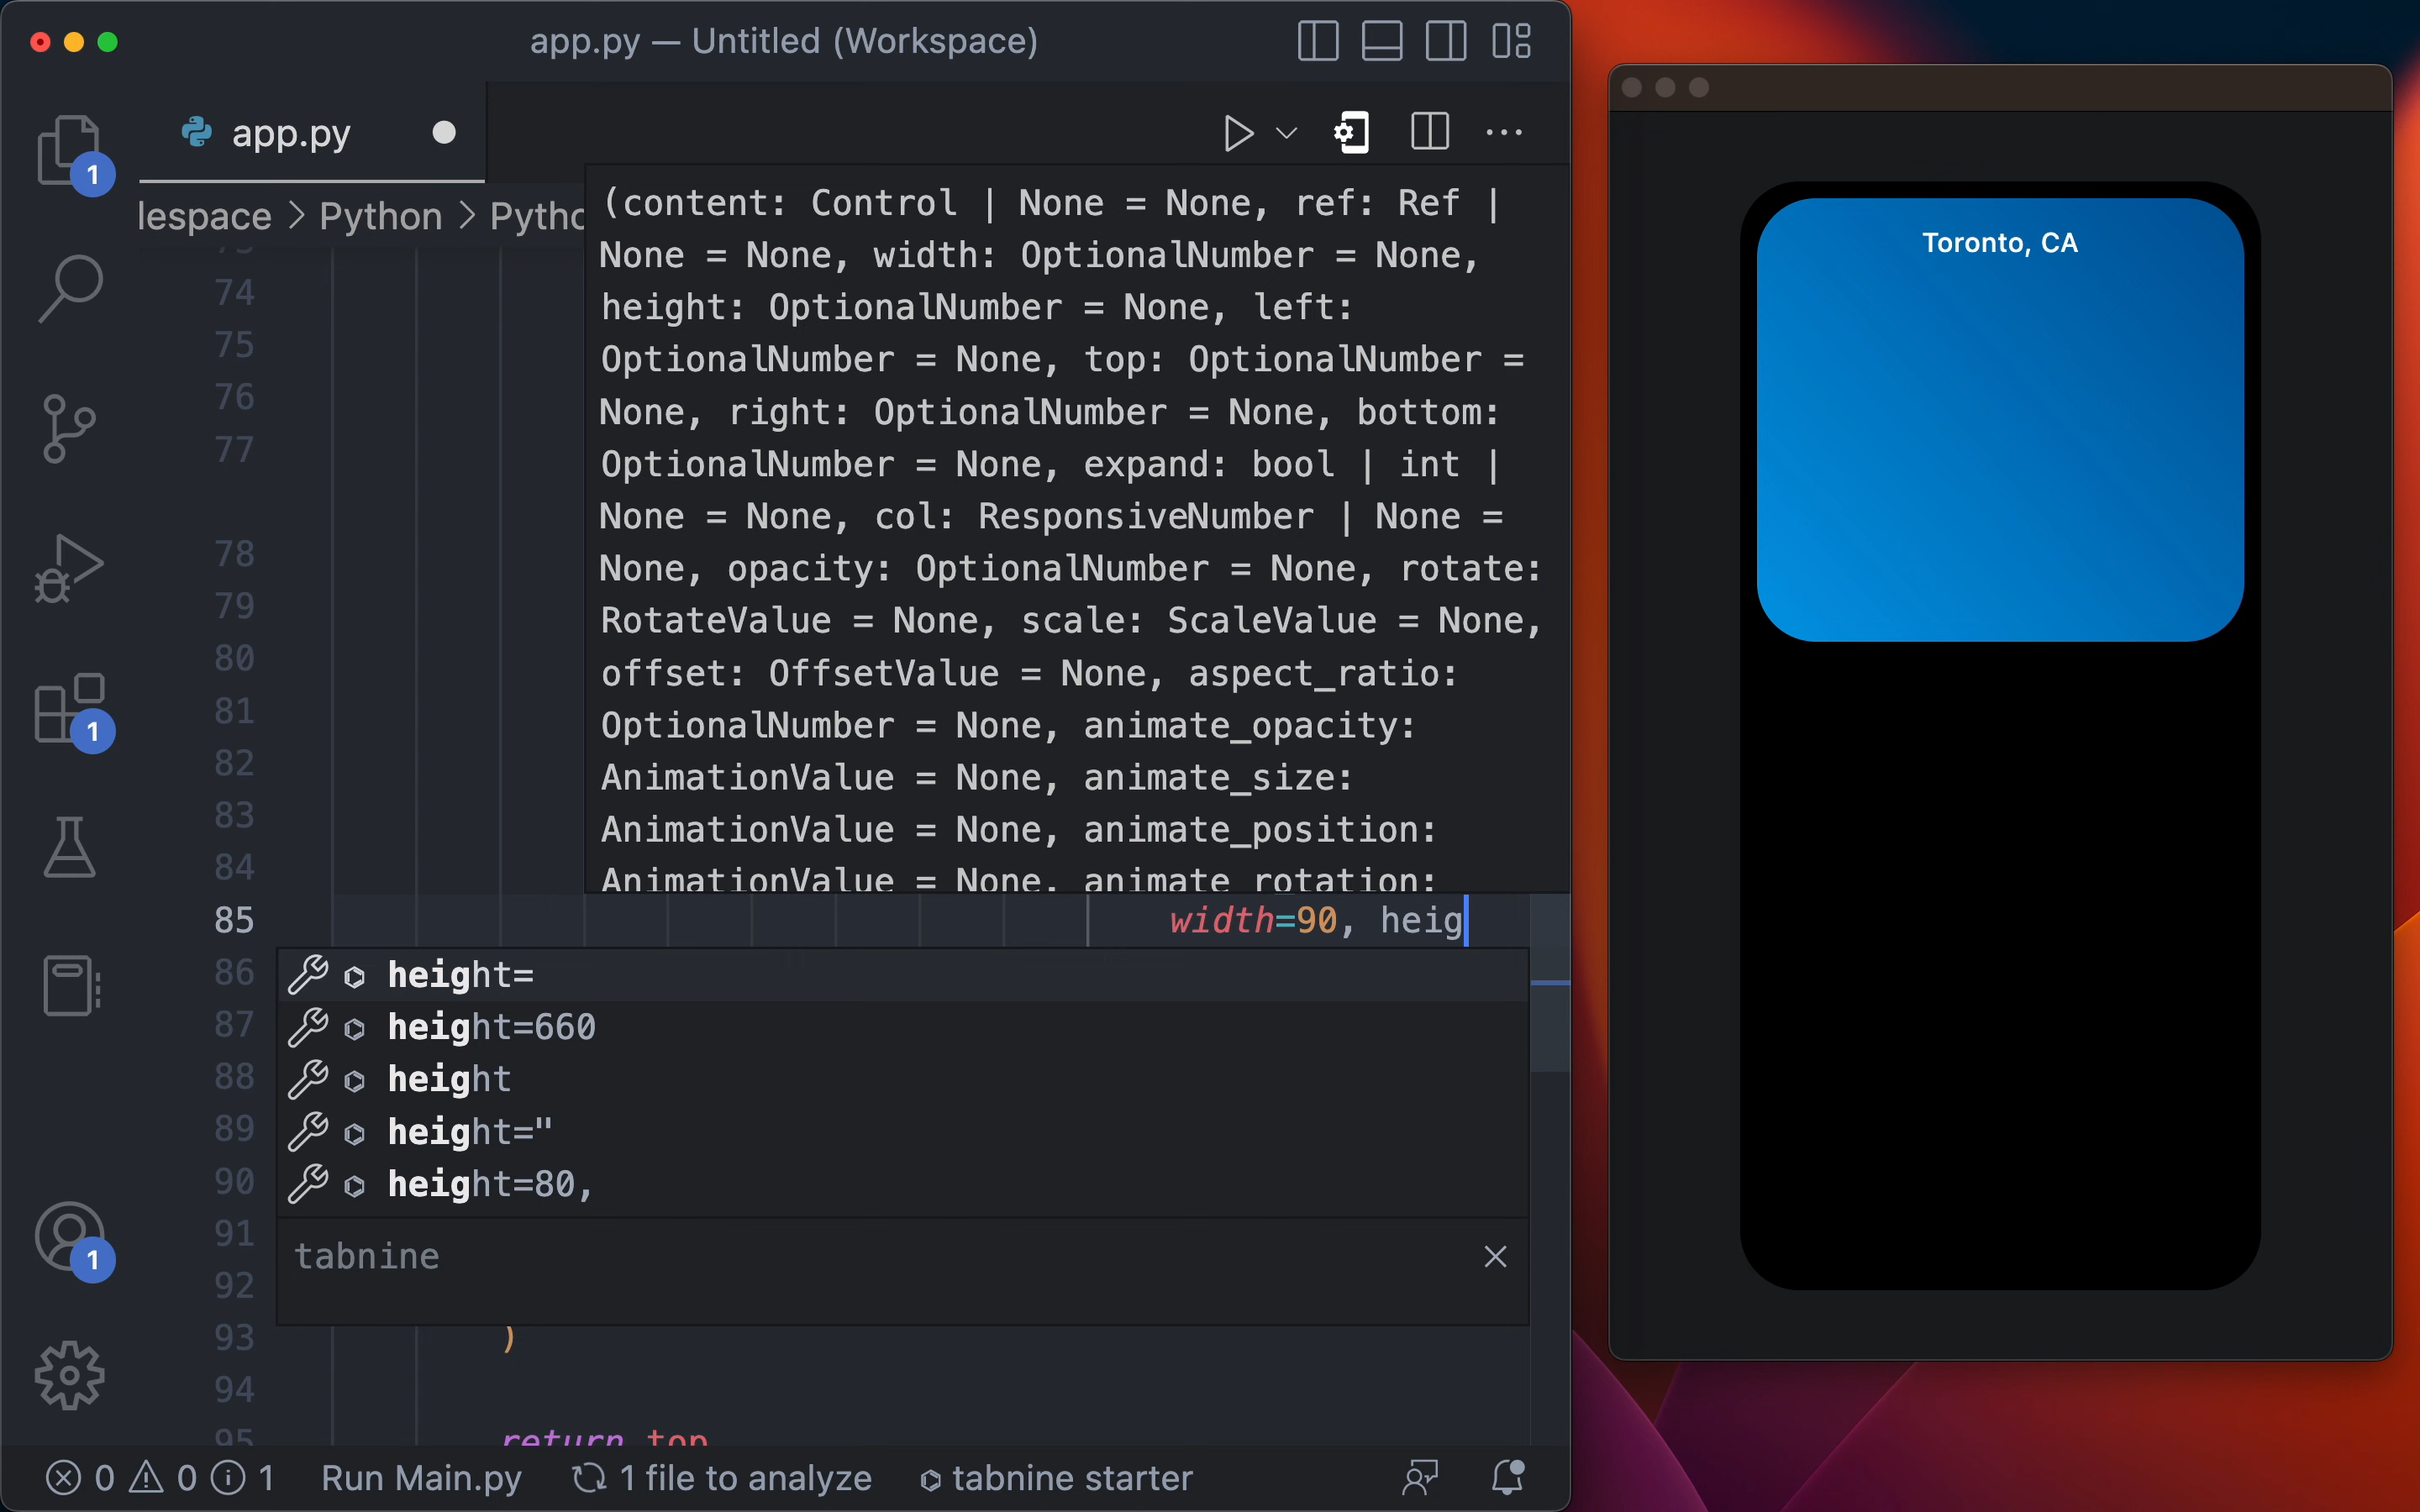 app.py — Untitled (Workspace)
app.py
lespace > Python > Pytho
(content: Control | None = None, ref: Ref |
None = None, width: OptionalNumber = None,
height: OptionalNumber = None, left:
OptionalNumber = None, top: OptionalNumber =
None, right: OptionalNumber = None, bottom:
OptionalNumber = None, expand: bool | int |
None = None, col: ResponsiveNumber | None =
None, opacity: OptionalNumber = None, rotate:
RotateValue = None, scale: ScaleValue = None,
offset: OffsetValue = None, aspect_ratio:
OptionalNumber = None, animate_opacity:
AnimationValue = None, animate_size:
AnimationValue = None, animate_position:
AnimationValue = None, animate_rotation:
74
75
76
77
78
79
80
81
82
83
84
85 width=90, heig
86
87
88
89
90
91
92
93 )
94
95 return top
height=
height=660
height
height="
height=80,
tabnine
1
1
1
0 0 1 Run Main.py 1 file to analyze tabnine starter
Toronto, CA